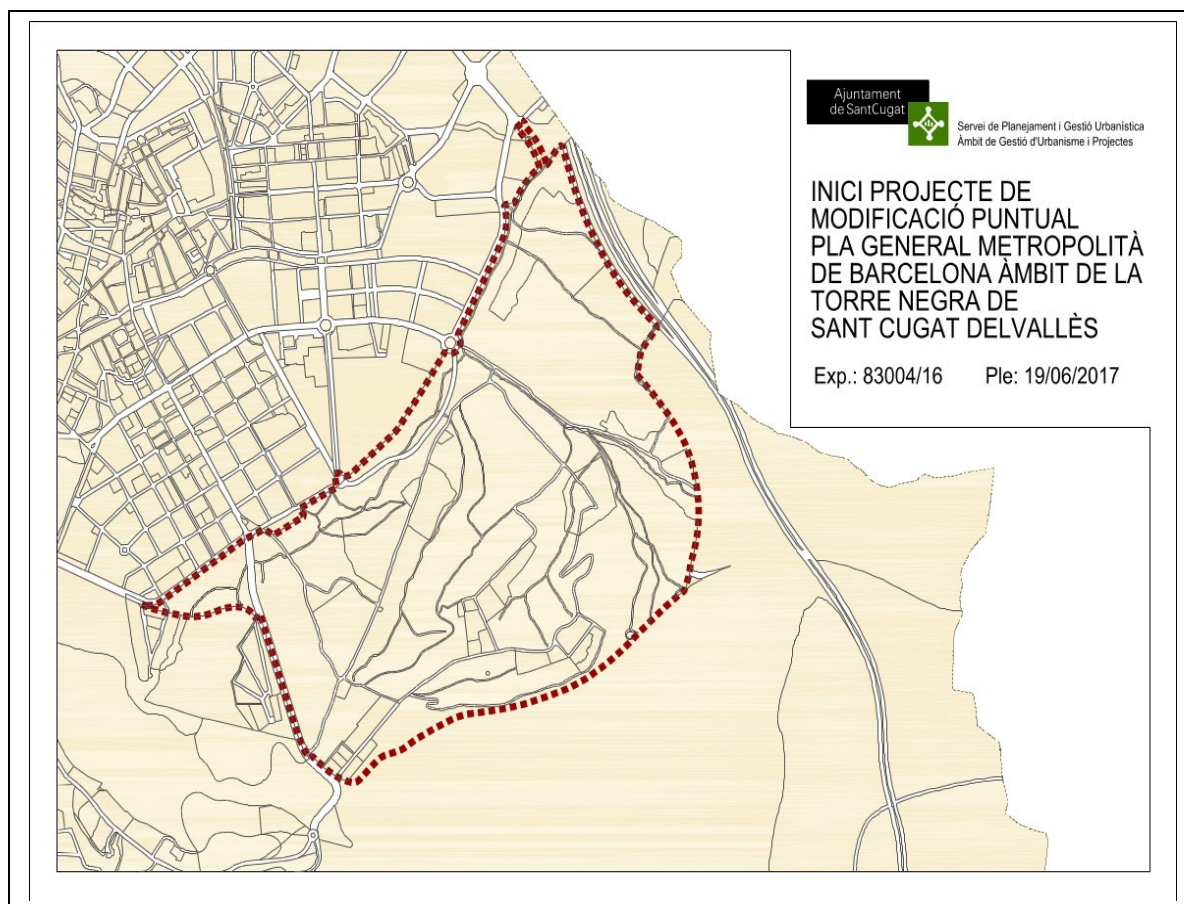 Ajuntament
de SantCugat
Servei de Planejament i Gestió Urbanística
Àmbit de Gestió d'Urbanisme i Projectes
INICI PROJECTE DE
MODIFICACIÓ PUNTUAL
PLA GENERAL METROPOLITÀ
DE BARCELONA ÀMBIT DE LA
TORRE NEGRA DE
SANT CUGAT DELVALLÈS
Exp.: 83004/16 Ple: 19/06/2017